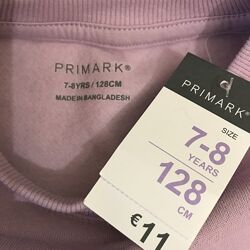 PRIMARK®
7-8YRS / 128CM
MADE IN BANGLADESH
PRIMARK®
SIZE
7-8
YEARS
128
CM
€11